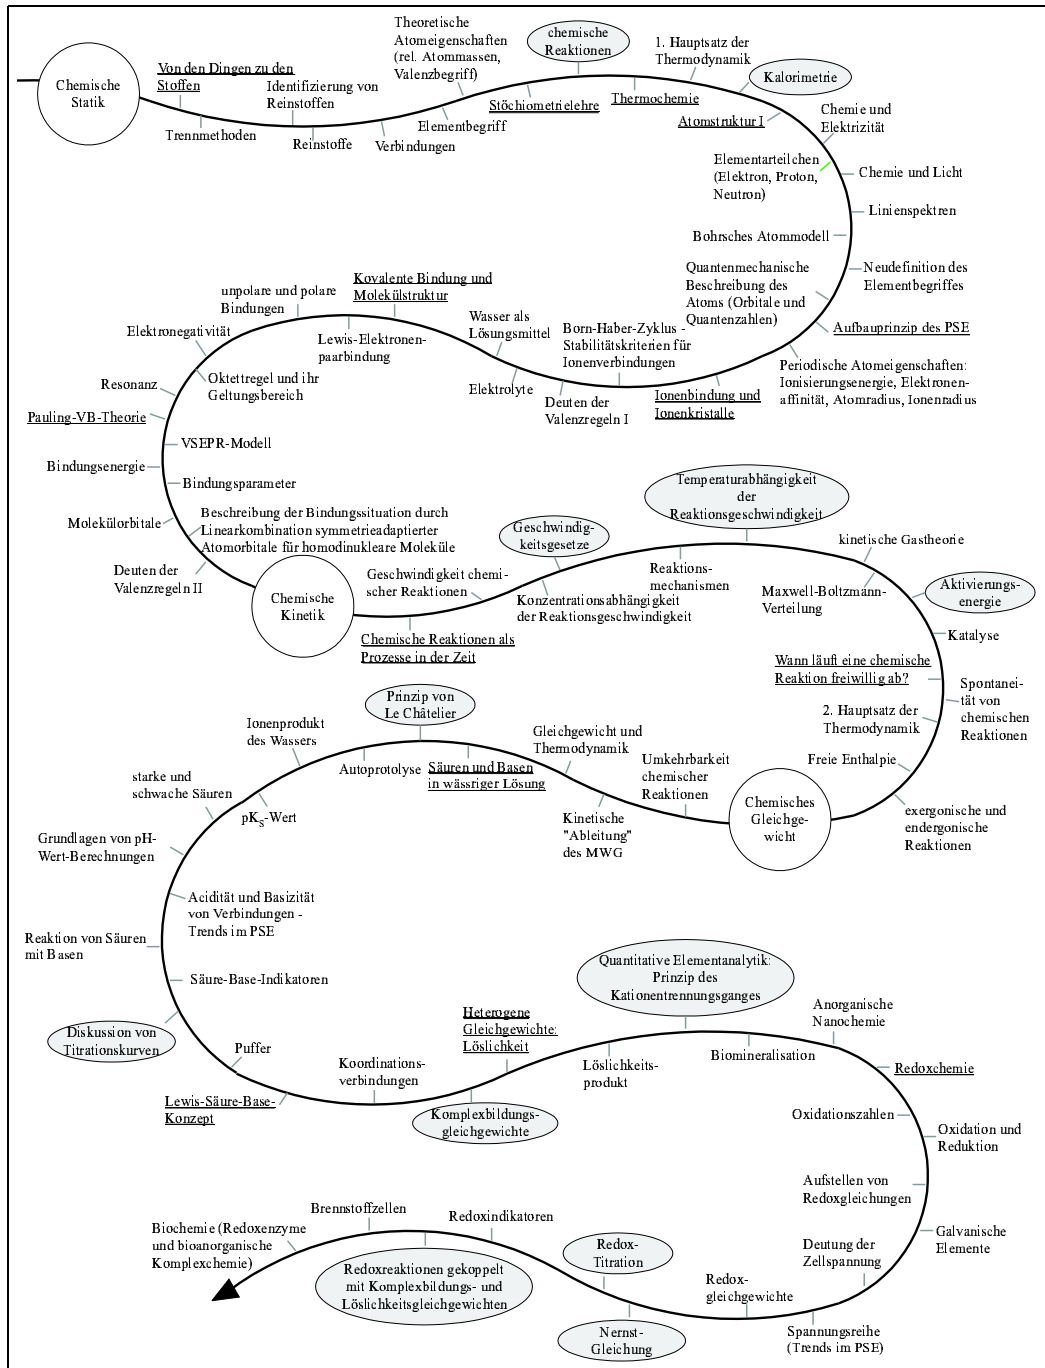 Chemische
Statik
Von den Dingen zu den
Stoffen
Trennmethoden
Identifizierung von
Reinstoffen
Reinstoffe
Verbindungen
Theoretische
Atomeigenschaften
(rel. Atommassen,
Valenzbegriff)
Elementbegriff
Stöchiometrielehre
chemische
Reaktionen
Thermochemie
1. Hauptsatz der
Thermodynamik
Kalorimetrie
Atomstruktur I
Chemie und
Elektrizität
Elementarteilchen
(Elektron, Proton,
Neutron)
Chemie und Licht
Linienspektren
Bohrsches Atommodell
Neudefinition des
Elementbegriffes
Quantenmechanische
Beschreibung des
Atoms (Orbitale und
Quantenzahlen)
Aufbauprinzip des PSE
Periodische Atomeigenschaften:
Ionisierungsenergie, Elektronen-
affinität, Atomradius, Ionenradius
Ionenbindung und
Ionenkristalle
Born-Haber-Zyklus -
Stabilitätskriterien für
Ionenverbindungen
Deuten der
Valenzregeln I
Elektrolyte
Wasser als
Lösungsmittel
Kovalente Bindung und
Molekülstruktur
Lewis-Elektronen-
paarbindung
unpolare und polare
Bindungen
Elektronegativität
Oktettregel und ihr
Geltungsbereich
Resonanz
Pauling-VB-Theorie
VSEPR-Modell
Bindungsenergie
Bindungsparameter
Molekülorbitale
Beschreibung der Bindungssituation durch
Linearkombination symmetrieadaptierter
Atomorbitale für homodinukleare Moleküle
Deuten der
Valenzregeln II
Chemische
Kinetik
Chemische Reaktionen als
Prozesse in der Zeit
Geschwindigkeit chemi-
scher Reaktionen
Konzentrationsabhängigkeit
der Reaktionsgeschwindigkeit
Geschwindig-
keitsgesetze
Reaktions-
mechanismen
Temperaturabhängigkeit
der
Reaktionsgeschwindigkeit
kinetische Gastheorie
Maxwell-Boltzmann-
Verteilung
Aktivierungs-
energie
Katalyse
Wann läuft eine chemische
Reaktion freiwillig ab?
Spontanei-
tät von
chemischen
Reaktionen
2. Hauptsatz der
Thermodynamik
Freie Enthalpie
exergonische und
endergonische
Reaktionen
Chemisches
Gleichge-
wicht
Umkehrbarkeit
chemischer
Reaktionen
Kinetische
"Ableitung"
des MWG
Gleichgewicht und
Thermodynamik
Säuren und Basen
in wässriger Lösung
Prinzip von
Le Châtelier
Autoprotolyse
Ionenprodukt
des Wassers
pKS-Wert
starke und
schwache Säuren
Grundlagen von pH-
Wert-Berechnungen
Acidität und Basizität
von Verbindungen -
Trends im PSE
Reaktion von Säuren
mit Basen
Säure-Base-Indikatoren
Diskussion von
Titrationskurven
Puffer
Lewis-Säure-Base-
Konzept
Koordinations-
verbindungen
Komplexbildungs-
gleichgewichte
Heterogene
Gleichgewichte:
Löslichkeit
Löslichkeits-
produkt
Quantitative Elementanalytik:
Prinzip des
Kationentrennungsganges
Biomineralisation
Anorganische
Nanochemie
Redoxchemie
Oxidationszahlen
Oxidation und
Reduktion
Aufstellen von
Redoxgleichungen
Galvanische
Elemente
Deutung der
Zellspannung
Spannungsreihe
(Trends im PSE)
Redox-
gleichgewichte
Nernst-
Gleichung
Redox-
Titration
Redoxindikatoren
Redoxreaktionen gekoppelt
mit Komplexbildungs- und
Löslichkeitsgleichgewichten
Brennstoffzellen
Biochemie (Redoxenzyme
und bioanorganische
Komplexchemie)